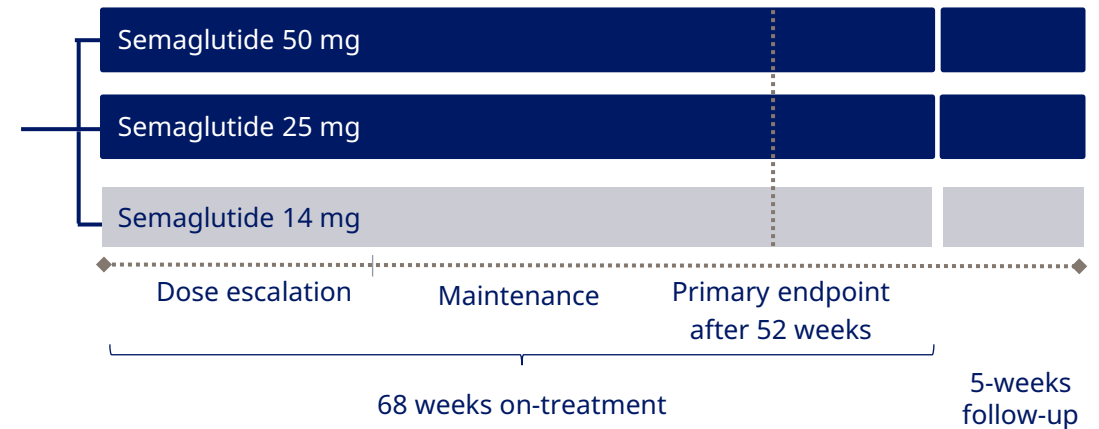 Semaglutide 50 mg
Semaglutide 25 mg
Semaglutide 14 mg
Dose escalation
Maintenance
Primary endpoint
after 52 weeks
68 weeks on-treatment
5-weeks
follow-up